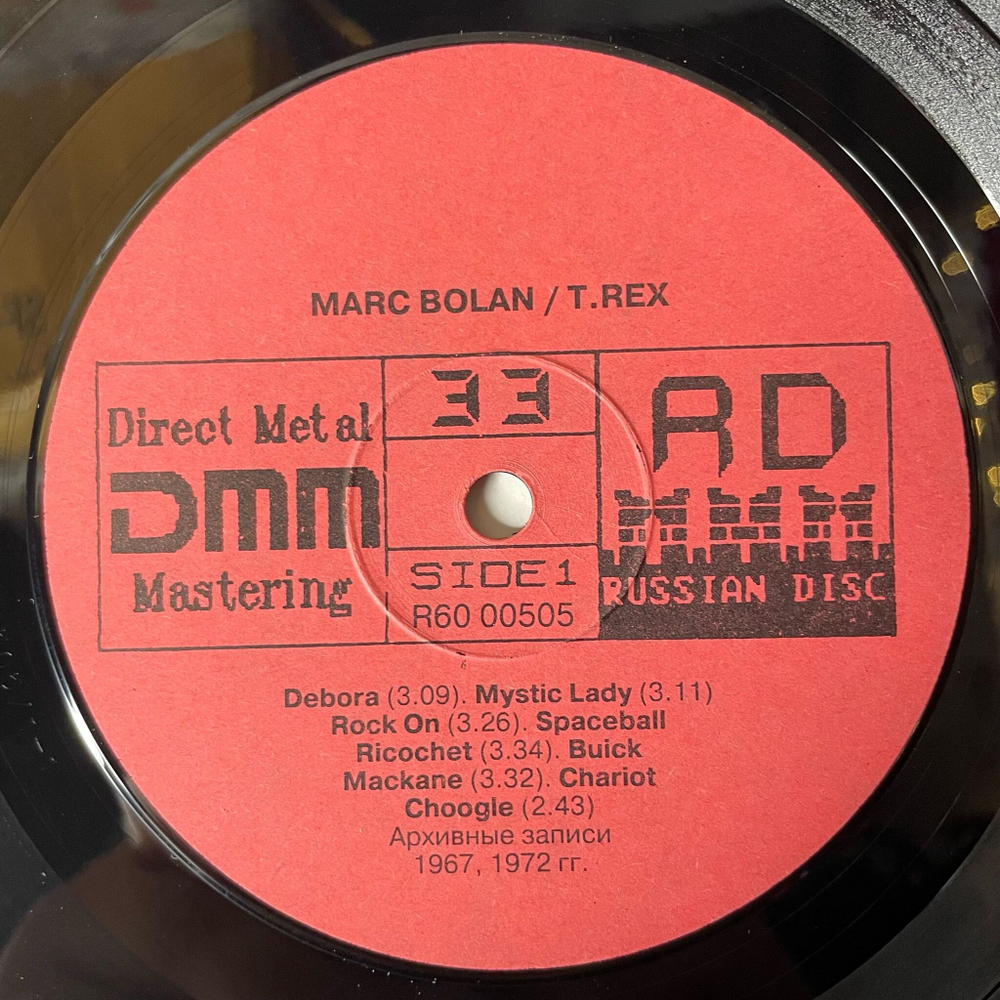 MARC BOLAN / T.REX
Direct Metal
DMM
Mastering
33
SIDE 1
R60 00505
RD
RUSSIAN DISC
Debora (3.09). Mystic Lady (3.11)
Rock On (3.26). Spaceball
Ricochet (3.34). Buick
Mackane (3.32). Chariot
Choogle (2.43)
Архивные записи
1967, 1972 гг.